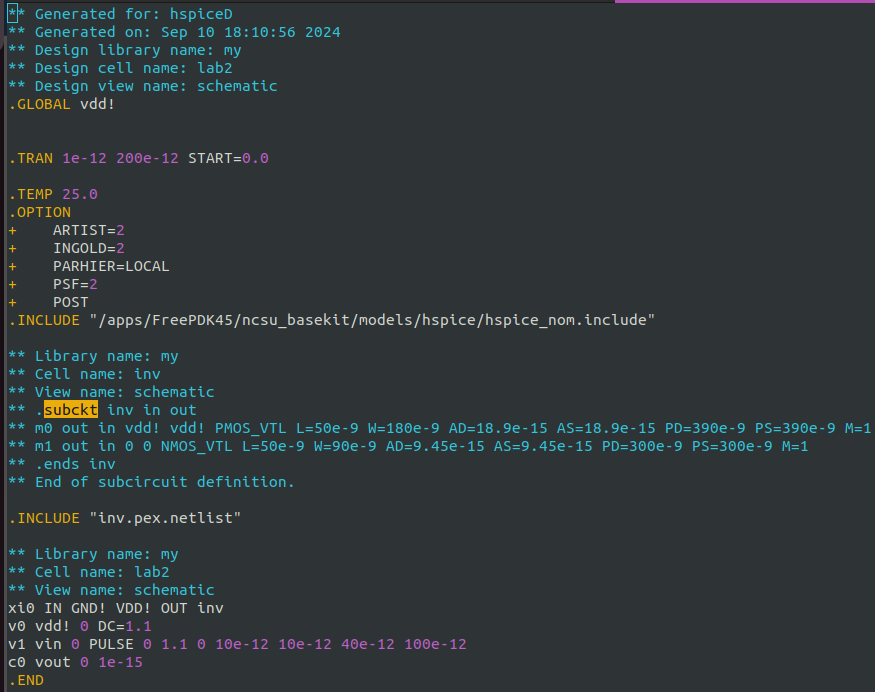 ** Generated for: hspiceD
** Generated on: Sep 10 18:10:56 2024
** Design library name: my
** Design cell name: lab2
** Design view name: schematic
.GLOBAL vdd!
.TRAN 1e-12 200e-12 START=0.0
.TEMP 25.0
.OPTION
+    ARTIST=2
+    INGOLD=2
+    PARHIER=LOCAL
+    PSF=2
+    POST
.INCLUDE "/apps/FreePDK45/ncsu_basekit/models/hspice/hspice_nom.include"
** Library name: my
** Cell name: inv
** View name: schematic
** .subckt inv in out
** m0 out in vdd! vdd! PMOS_VTL L=50e-9 W=180e-9 AD=18.9e-15 AS=18.9e-15 PD=390e-9 PS=390e-9 M=1
** m1 out in 0 0 NMOS_VTL L=50e-9 W=90e-9 AD=9.45e-15 AS=9.45e-15 PD=300e-9 PS=300e-9 M=1
** .ends inv
** End of subcircuit definition.
.INCLUDE "inv.pex.netlist"
** Library name: my
** Cell name: lab2
** View name: schematic
xi0 IN GND! VDD! OUT inv
v0 vdd! 0 DC=1.1
v1 vin 0 PULSE 0 1.1 0 10e-12 10e-12 40e-12 100e-12
c0 vout 0 1e-15
.END